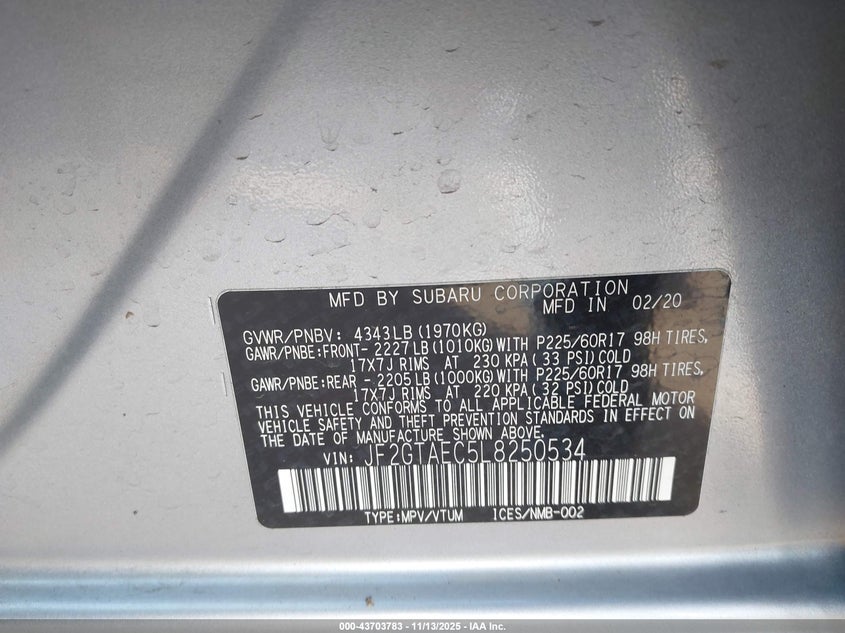 MFD BY SUBARU CORPORATION
MFD IN 02/20
GVWR/PNBV: 4343LB (1970KG)
GAWR/PNBE:FRONT- 2227 LB (1010KG) WITH P225/60R17 98H TIRES,
17X7J RIMS AT 230 KPA (33 PSI) COLD
GAWR/PNBE:REAR - 2205 LB (1000KG) WITH P225/60R17 98H TIRES,
17X7J RIMS AT 220 KPA (32 PSI) COLD
THIS VEHICLE CONFORMS TO ALL APPLICABLE FEDERAL MOTOR
VEHICLE SAFETY AND THEFT PREVENTION STANDARDS IN EFFECT ON
THE DATE OF MANUFACTURE SHOWN ABOVE.
VIN: JF2GTAEC5L8250534
TYPE:MPV/VTUM ICES/NMB-002
000-43703783 - 11/13/2025 - IAA Inc.